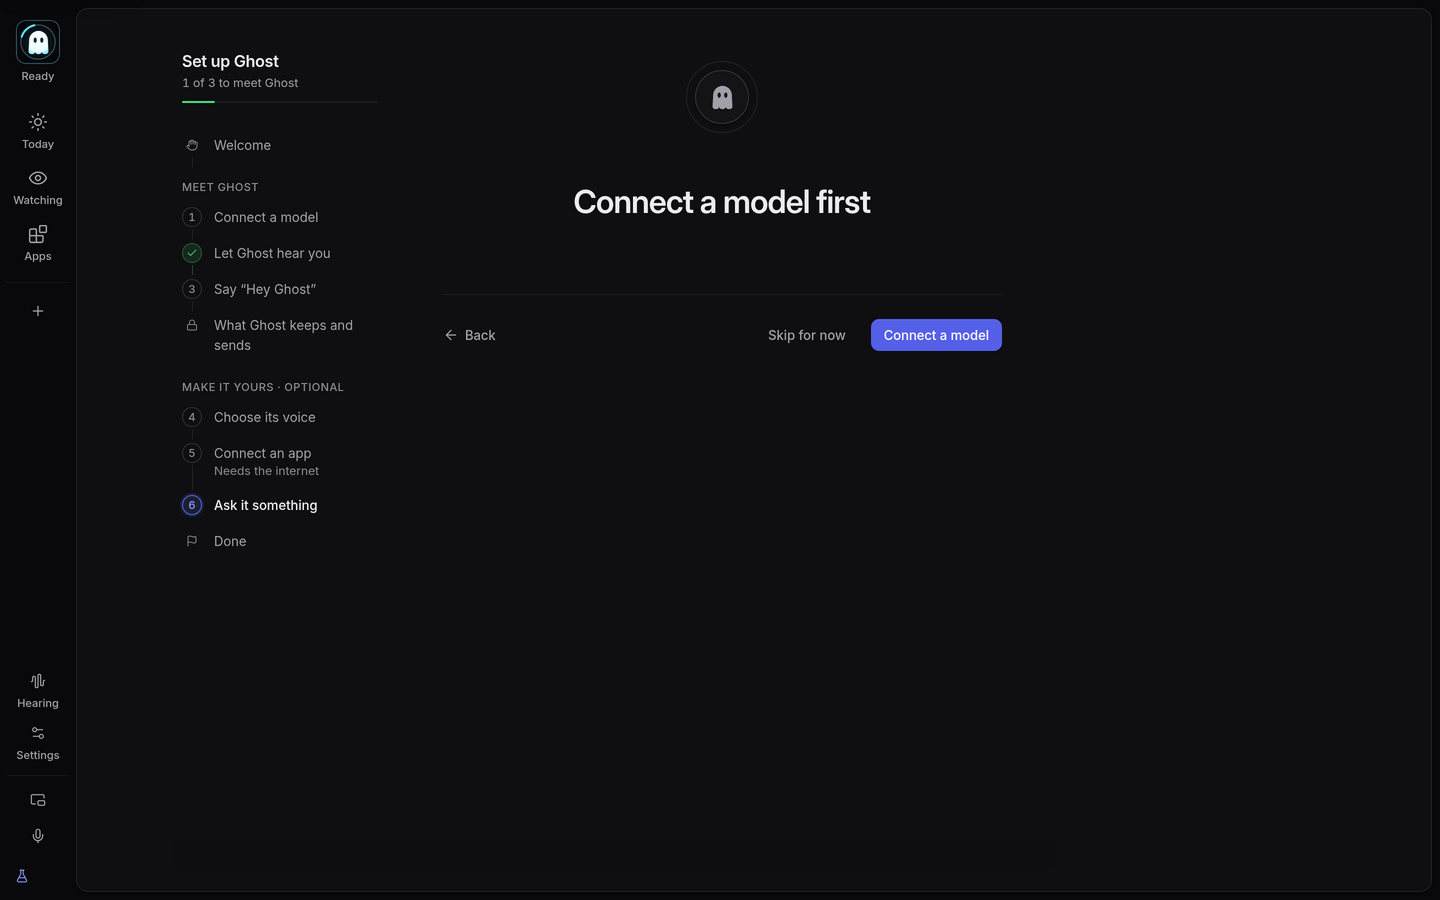 Ready
Today
Watching
Apps
Hearing
Settings
Set up Ghost
1 of 3 to meet Ghost
Welcome
MEET GHOST
1 Connect a model
Let Ghost hear you
3 Say “Hey Ghost”
What Ghost keeps and
sends
MAKE IT YOURS · OPTIONAL
4 Choose its voice
5 Connect an app
Needs the internet
6 Ask it something
Done
Connect a model first
Back
Skip for now
Connect a model